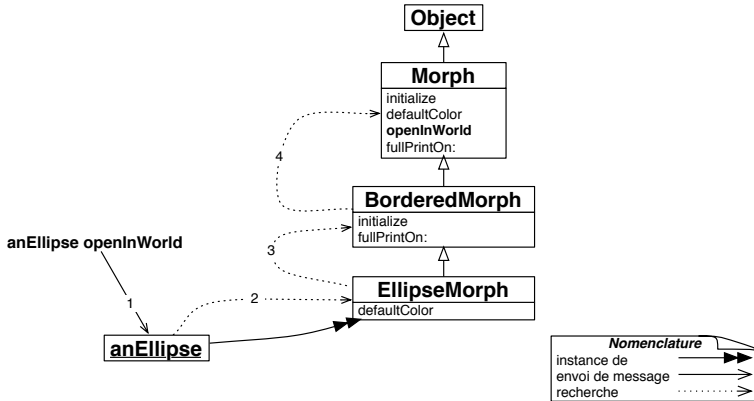 Object
Morph
initialize
defaultColor
openInWorld
fullPrintOn:
4
BorderedMorph
initialize
fullPrintOn:
anEllipse openInWorld
3
EllipseMorph
defaultColor
1
2
anEllipse
Nomenclature
instance de
envoi de message
recherche